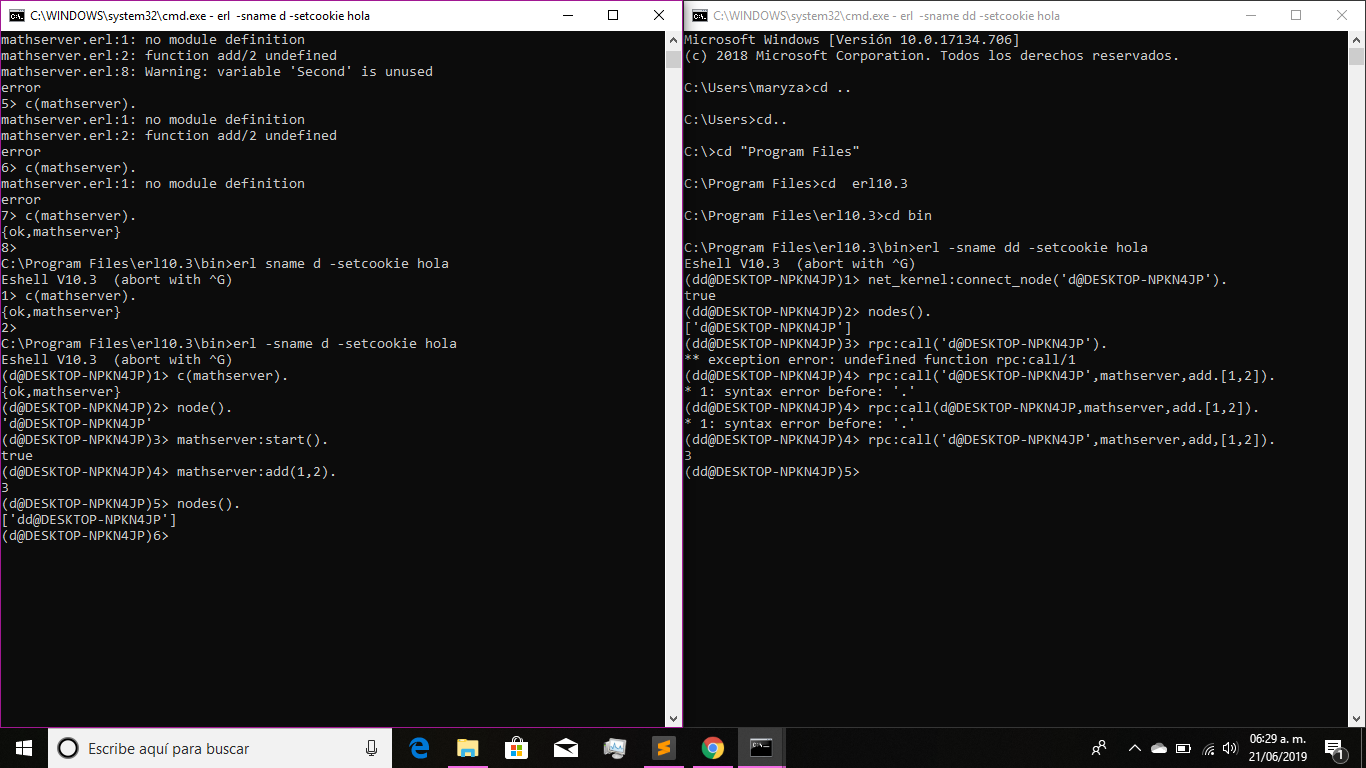 C:\WINDOWS\system32\cmd.exe - erl  -sname d -setcookie hola
mathserver.erl:1: no module definition
mathserver.erl:2: function add/2 undefined
mathserver.erl:8: Warning: variable 'Second' is unused
error
5> c(mathserver).
mathserver.erl:1: no module definition
mathserver.erl:2: function add/2 undefined
error
6> c(mathserver).
mathserver.erl:1: no module definition
error
7> c(mathserver).
{ok,mathserver}
8>
C:\Program Files\erl10.3\bin>erl sname d -setcookie hola
Eshell V10.3  (abort with ^G)
1> c(mathserver).
{ok,mathserver}
2>
C:\Program Files\erl10.3\bin>erl -sname d -setcookie hola
Eshell V10.3  (abort with ^G)
(d@DESKTOP-NPKN4JP)1> c(mathserver).
{ok,mathserver}
(d@DESKTOP-NPKN4JP)2> node().
'd@DESKTOP-NPKN4JP'
(d@DESKTOP-NPKN4JP)3> mathserver:start().
true
(d@DESKTOP-NPKN4JP)4> mathserver:add(1,2).
3
(d@DESKTOP-NPKN4JP)5> nodes().
['dd@DESKTOP-NPKN4JP']
(d@DESKTOP-NPKN4JP)6>
C:\WINDOWS\system32\cmd.exe - erl  -sname dd -setcookie hola
Microsoft Windows [Versión 10.0.17134.706]
(c) 2018 Microsoft Corporation. Todos los derechos reservados.
C:\Users\maryza>cd ..
C:\Users>cd..
C:\>cd "Program Files"
C:\Program Files>cd  erl10.3
C:\Program Files\erl10.3>cd bin
C:\Program Files\erl10.3\bin>erl -sname dd -setcookie hola
Eshell V10.3  (abort with ^G)
(dd@DESKTOP-NPKN4JP)1> net_kernel:connect_node('d@DESKTOP-NPKN4JP').
true
(dd@DESKTOP-NPKN4JP)2> nodes().
['d@DESKTOP-NPKN4JP']
(dd@DESKTOP-NPKN4JP)3> rpc:call('d@DESKTOP-NPKN4JP').
** exception error: undefined function rpc:call/1
(dd@DESKTOP-NPKN4JP)4> rpc:call('d@DESKTOP-NPKN4JP',mathserver,add.[1,2]).
* 1: syntax error before: '.'
(dd@DESKTOP-NPKN4JP)4> rpc:call(d@DESKTOP-NPKN4JP,mathserver,add.[1,2]).
* 1: syntax error before: '.'
(dd@DESKTOP-NPKN4JP)4> rpc:call('d@DESKTOP-NPKN4JP',mathserver,add,[1,2]).
3
(dd@DESKTOP-NPKN4JP)5>
Escribe aquí para buscar
06:29 a. m.
21/06/2019
1